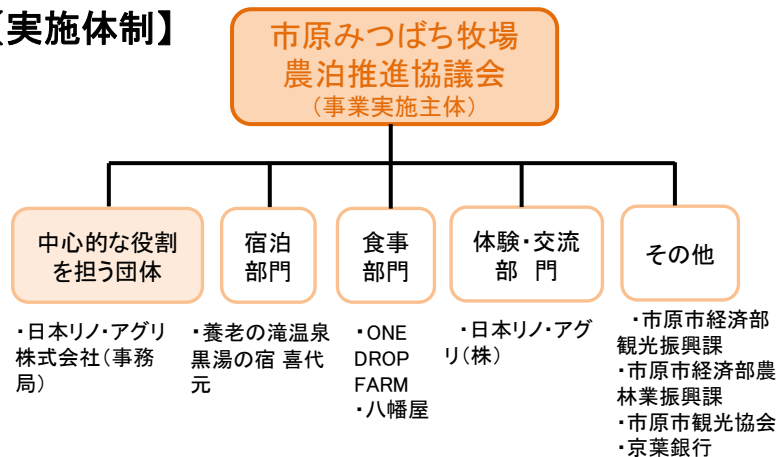 【実施体制】
市原みつばち牧場
農泊推進協議会
（事業実施主体）
中心的な役割
を担う団体
・日本リノ・アグリ
株式会社（事務
局）
宿泊
部門
・養老の滝温泉
黒湯の宿 喜代
元
食事
部門
・ONE
DROP
FARM
・八幡屋
体験・交流
部 門
・日本リノ・アグ
リ（株）
その他
・市原市経済部
観光振興課
・市原市経済部農
林業振興課
・市原市観光協会
・京葉銀行